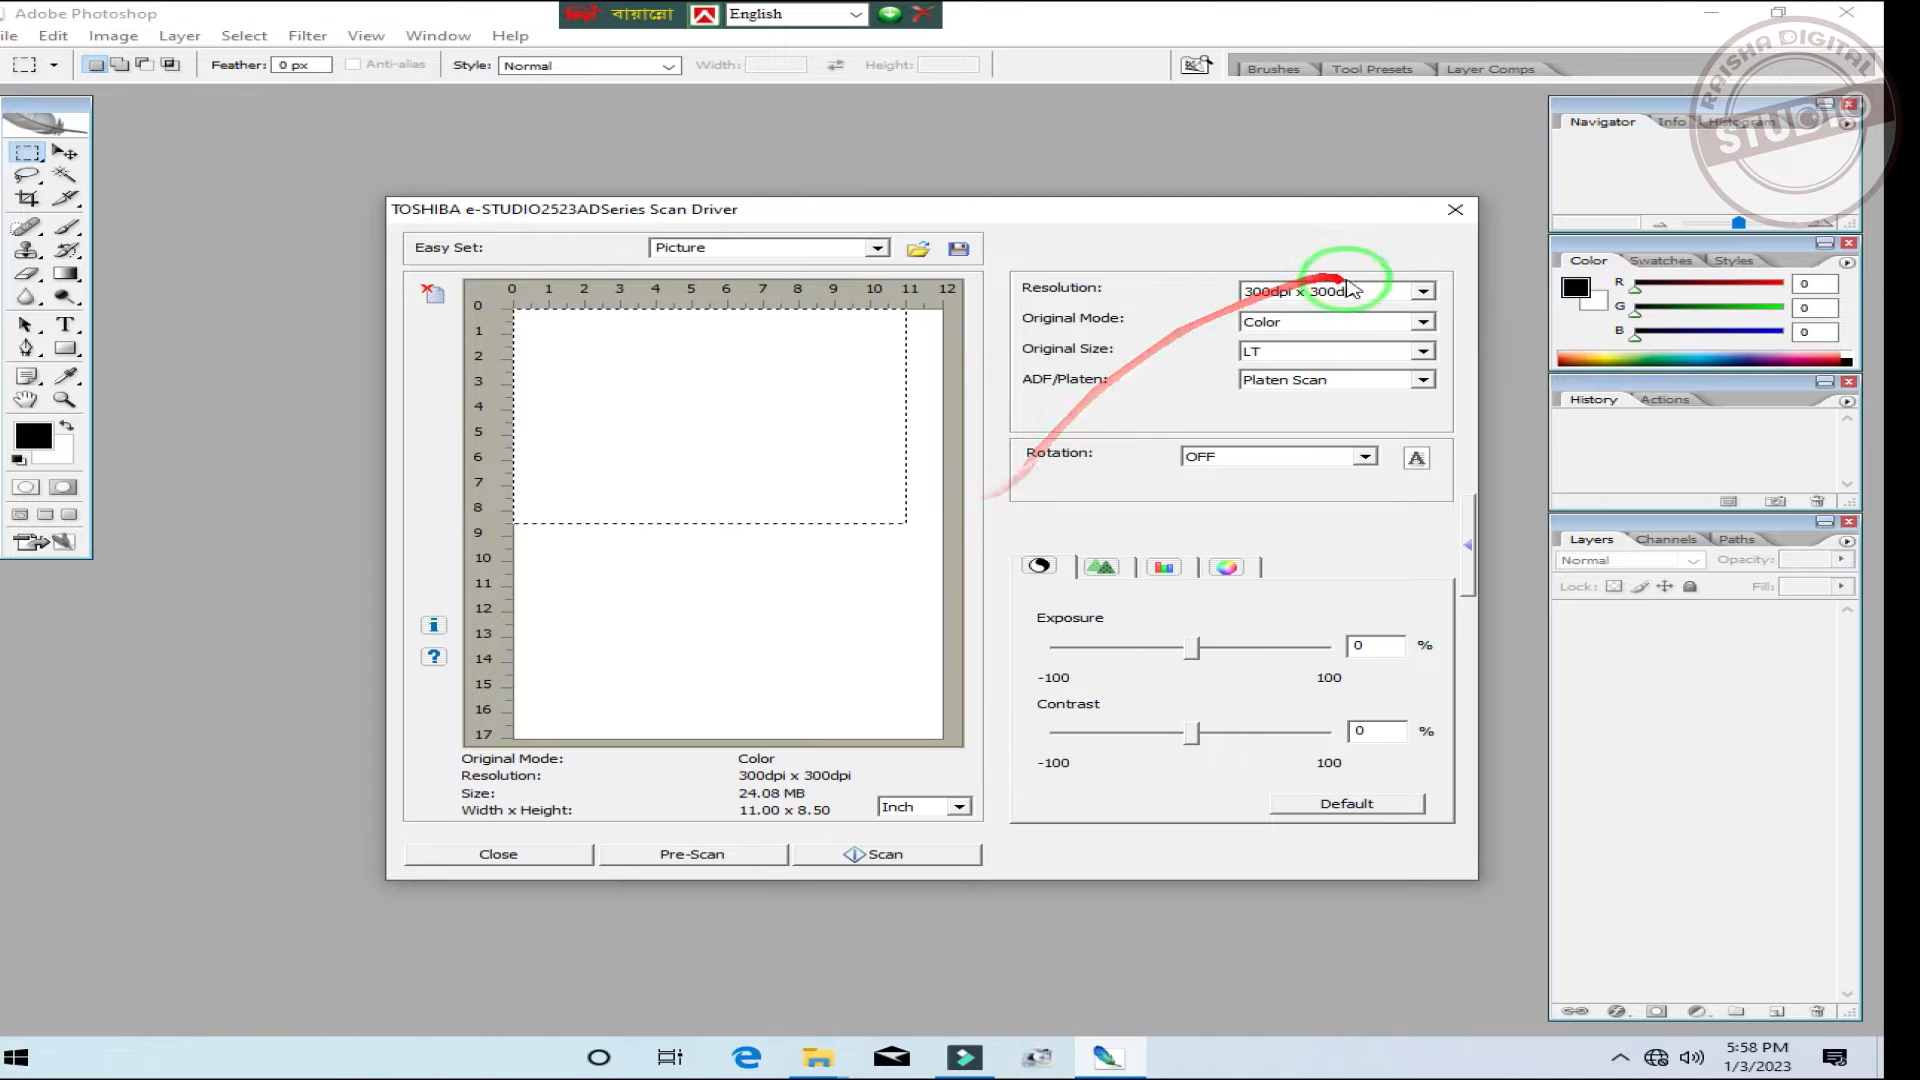 Adobe Photoshop
বায়ান্নো
English
ile Edit Image Layer Select Filter View Window Help
Feather: 0 px Anti-alias Style: Normal Width: Height: Brushes Tool Presets Layer Comps
RAISHA DIGITAL
STUDIO
Navigator Info Histogram
TOSHIBA e-STUDIO2523ADSeries Scan Driver
Easy Set: Picture
0 1 2 3 4 5 6 7 8 9 10 11 12
0
1
2
3
4
5
6
7
8
9
10
11
12
13
14
15
16
17
Original Mode: Color
Resolution: 300dpi x 300dpi
Size: 24.08 MB
Width x Height: 11.00 x 8.50 Inch
Close Pre-Scan Scan
Resolution: 300dpi x 300d
Original Mode: Color
Original Size: LT
ADF/Platen: Platen Scan
Rotation: OFF A
Exposure
0 %
-100 100
Contrast
0 %
-100 100
Default
Color Swatches Styles
R 0
G 0
B 0
History Actions
Layers Channels Paths
Normal Opacity:
Lock: Fill:
5:58 PM
1/3/2023